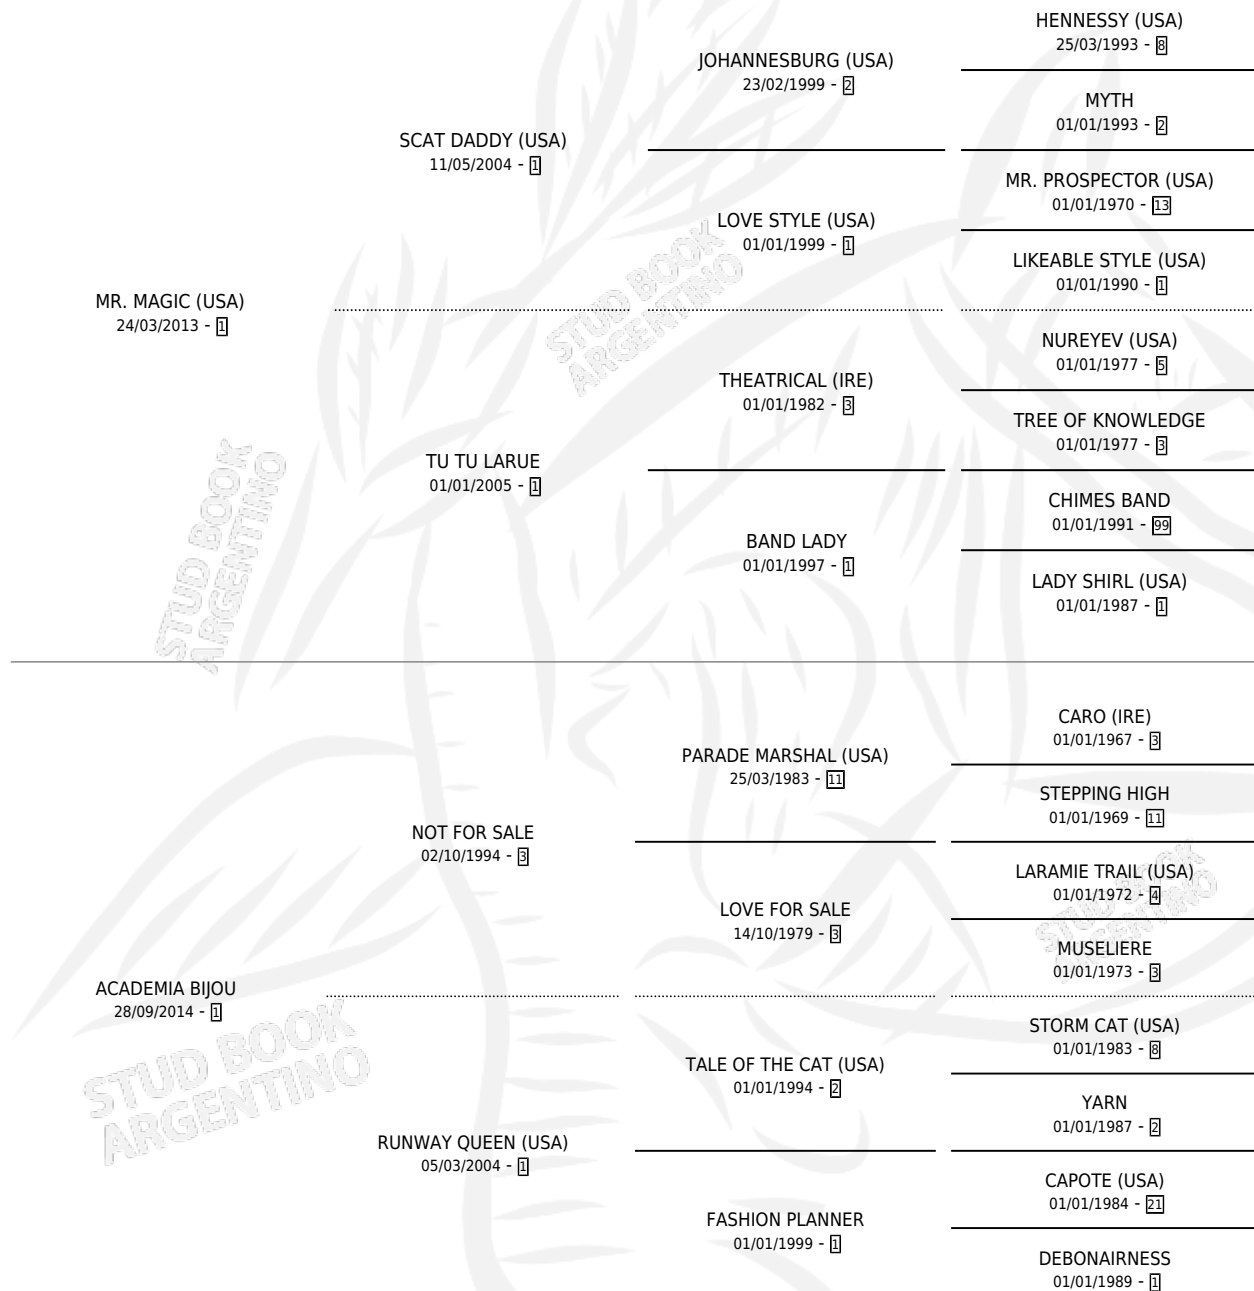 HENNESSY (USA)
25/03/1993 - 8
JOHANNESBURG (USA)
23/02/1999 - 2
MYTH
01/01/1993 - 2
SCAT DADDY (USA)
11/05/2004 - 1
MR. PROSPECTOR (USA)
01/01/1970 - 13
LOVE STYLE (USA)
01/01/1999 - 1
LIKEABLE STYLE (USA)
01/01/1990 - 1
MR. MAGIC (USA)
24/03/2013 - 1
NUREYEV (USA)
01/01/1977 - 5
THEATRICAL (IRE)
01/01/1982 - 3
TREE OF KNOWLEDGE
01/01/1977 - 3
TU TU LARUE
01/01/2005 - 1
CHIMES BAND
01/01/1991 - 99
BAND LADY
01/01/1997 - 1
LADY SHIRL (USA)
01/01/1987 - 1
STUD BOOK
ARGENTINO
STUD BOOK
ARGENTINO
CARO (IRE)
01/01/1967 - 3
PARADE MARSHAL (USA)
25/03/1983 - 11
STEPPING HIGH
01/01/1969 - 11
NOT FOR SALE
02/10/1994 - 3
LARAMIE TRAIL (USA)
01/01/1972 - 4
LOVE FOR SALE
14/10/1979 - 3
MUSELIERE
01/01/1973 - 3
ACADEMIA BIJOU
28/09/2014 - 1
STORM CAT (USA)
01/01/1983 - 8
TALE OF THE CAT (USA)
01/01/1994 - 2
YARN
01/01/1987 - 2
RUNWAY QUEEN (USA)
05/03/2004 - 1
CAPOTE (USA)
01/01/1984 - 21
FASHION PLANNER
01/01/1999 - 1
DEBONAIRNESS
01/01/1989 - 1
STUD BOOK
ARGENTINO
STUD BOOK
ARGENTINO